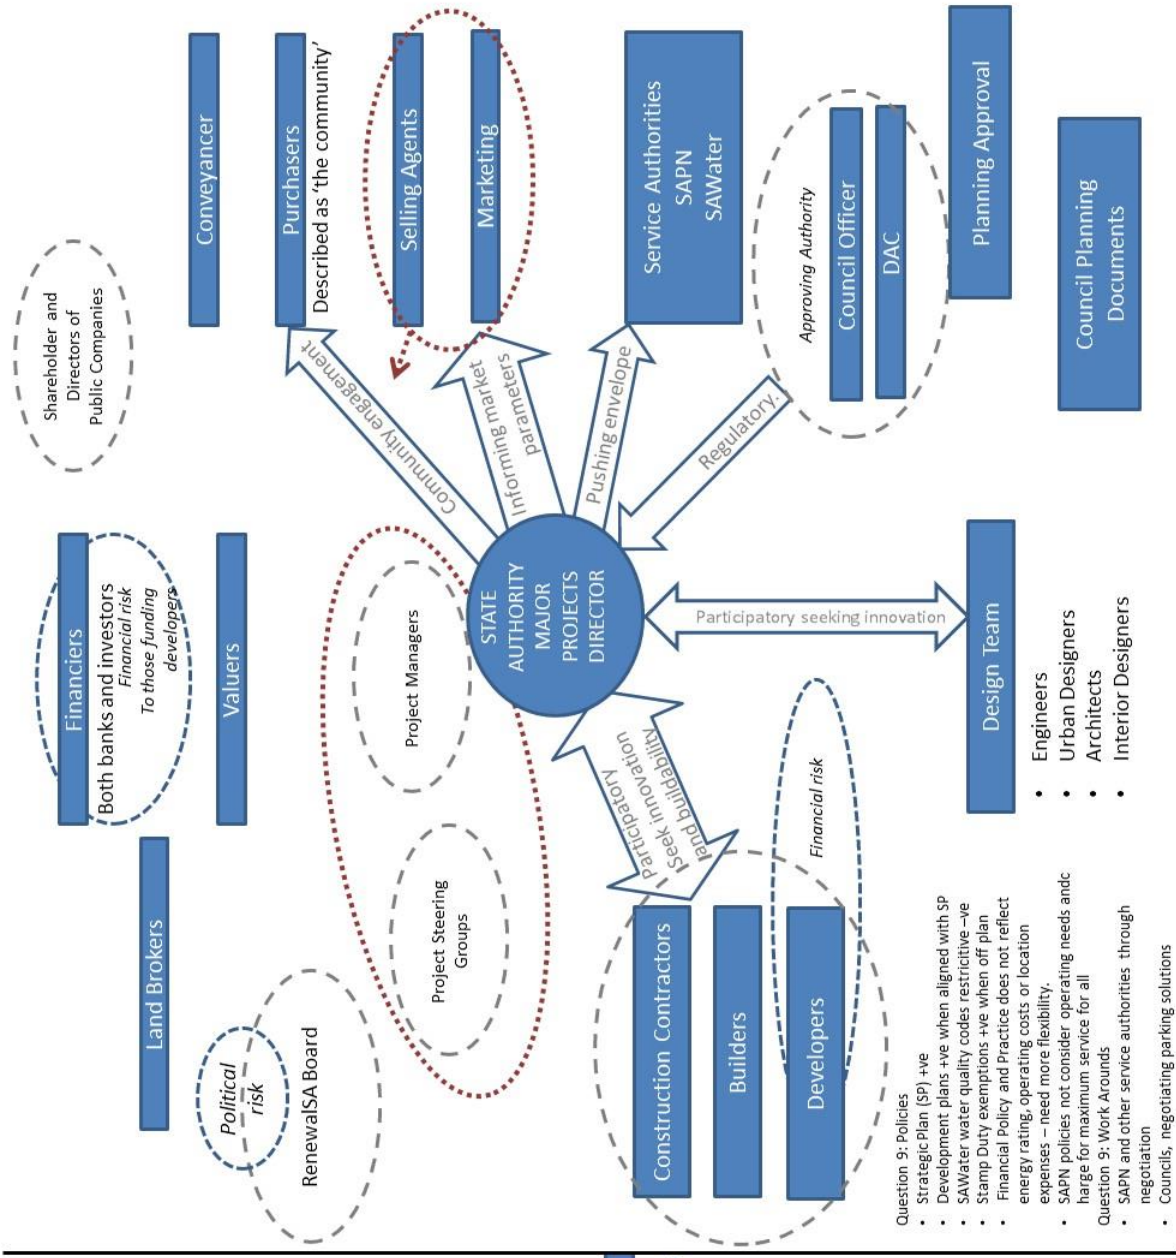 Shareholder and
Directors of
Public Companies
Conveyancer
Purchasers
Described as 'the community'
Selling Agents
Marketing
Service Authorities
SAPN
SAWater
Approving Authority
Council Officer
DAC
Planning Approval
Council Planning
Documents
Financiers
Both banks and investors
Financial risk
To those funding
developers
Valuers
Land Brokers
Political
risk
RenewalSA Board
Project Steering
Groups
Project Managers
STATE
AUTHORITY
MAJOR
PROJECTS
DIRECTOR
Community engagement
Informing market
parameters
Pushing envelope
Regulatory.
Participatory seeking innovation
Participatory
Seek innovation
and buildability
Construction Contractors
Builders
Developers
Financial risk
Design Team
• Engineers
• Urban Designers
• Architects
• Interior Designers
Question 9: Policies
• Strategic Plan (SP) +ve
• Development plans +ve when aligned with SP
• SAWater water quality codes restricitive –ve
• Stamp Duty exemptions +ve when off plan
• Financial Policy and Practice does not reflect
energy rating, operating costs or location
expenses – need more flexibility.
• SAPN policies not consider operating needs andc
harge for maximum service for all
Question 9: Work Arounds
• SAPN and other service authorities through
negotiation
• Councils, negotiating parking solutions